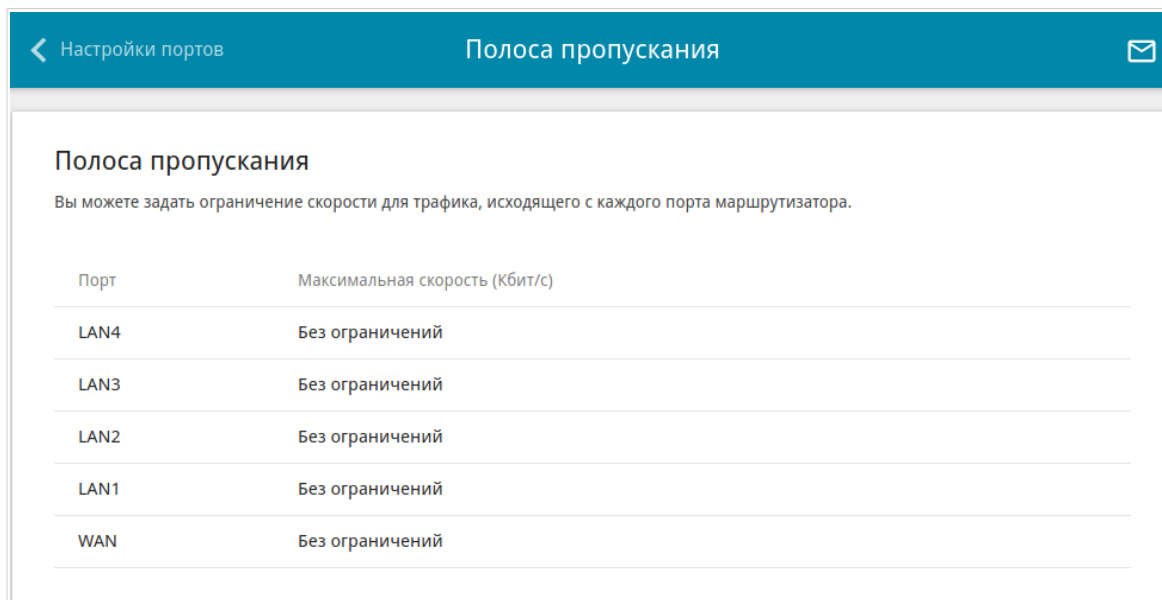 Настройки портов
Полоса пропускания
Полоса пропускания
Вы можете задать ограничение скорости для трафика, исходящего с каждого порта маршрутизатора.
Порт Максимальная скорость (Кбит/с)
LAN4 Без ограничений
LAN3 Без ограничений
LAN2 Без ограничений
LAN1 Без ограничений
WAN Без ограничений